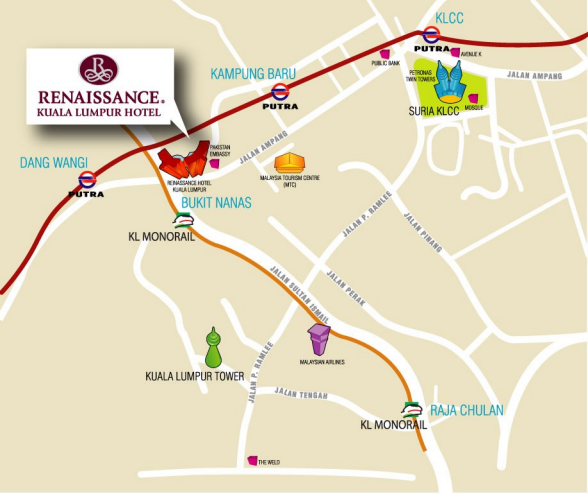 KLCC
PUTRA
AVENUE K
PUBLIC BANK
KAMPUNG BARU
PUTRA
PETRONAS
TWIN TOWERS
JALAN AMPANG
SURIA KLCC
MOSQUE
R
RENAISSANCE®
KUALA LUMPUR HOTEL
PAKISTAN
EMBASSY
JALAN AMPANG
DANG WANGI
PUTRA
REINASSANCE HOTEL
KUALA LUMPUR
MALAYSIA TOURISM CENTRE
(MTC)
BUKIT NANAS
KL MONORAIL
JALAN P. RAMLEE
JALAN PINANG
JALAN SULTAN ISMAIL
JALAN PERAK
MALAYSIAN AIRLINES
JALAN P. RAMLEE
KUALA LUMPUR TOWER
JALAN TENGAH
RAJA CHULAN
KL MONORAIL
THE WELD